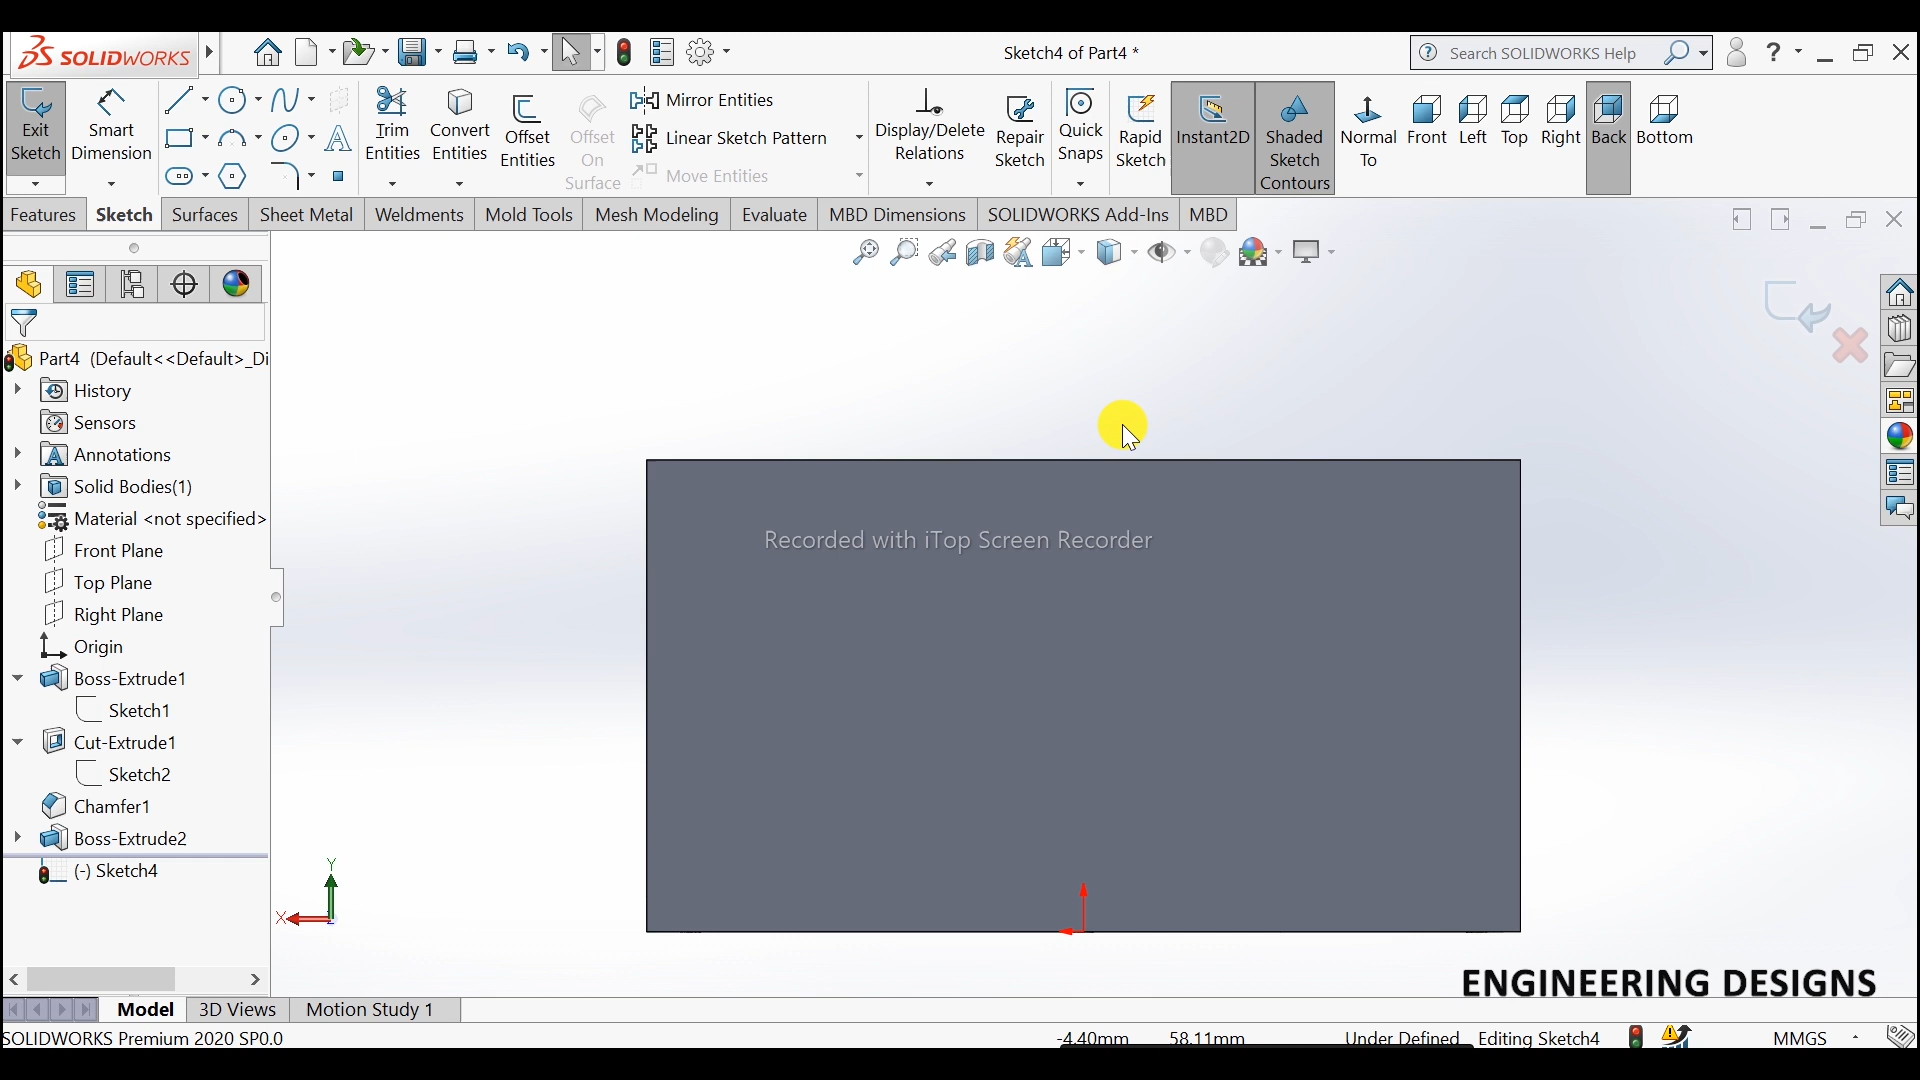 SOLIDWORKS
Sketch4 of Part4 *
Search SOLIDWORKS Help
Exit Sketch
Smart Dimension
Trim Entities
Convert Entities
Offset Entities
Offset On Surface
Mirror Entities
Linear Sketch Pattern
Move Entities
Display/Delete Relations
Repair Sketch
Quick Snaps
Rapid Sketch
Instant2D
Shaded Sketch Contours
Normal To
Front
Left
Top
Right
Back
Bottom
Features
Sketch
Surfaces
Sheet Metal
Weldments
Mold Tools
Mesh Modeling
Evaluate
MBD Dimensions
SOLIDWORKS Add-Ins
MBD
Part4 (Default<<Default>_Di
History
Sensors
Annotations
Solid Bodies(1)
Material <not specified>
Front Plane
Top Plane
Right Plane
Origin
Boss-Extrude1
Sketch1
Cut-Extrude1
Sketch2
Chamfer1
Boss-Extrude2
(-) Sketch4
Recorded with iTop Screen Recorder
Y
X
ENGINEERING DESIGNS
Model
3D Views
Motion Study 1
SOLIDWORKS Premium 2020 SP0.0
-4.40mm
58.11mm
Under Defined
Editing Sketch4
MMGS